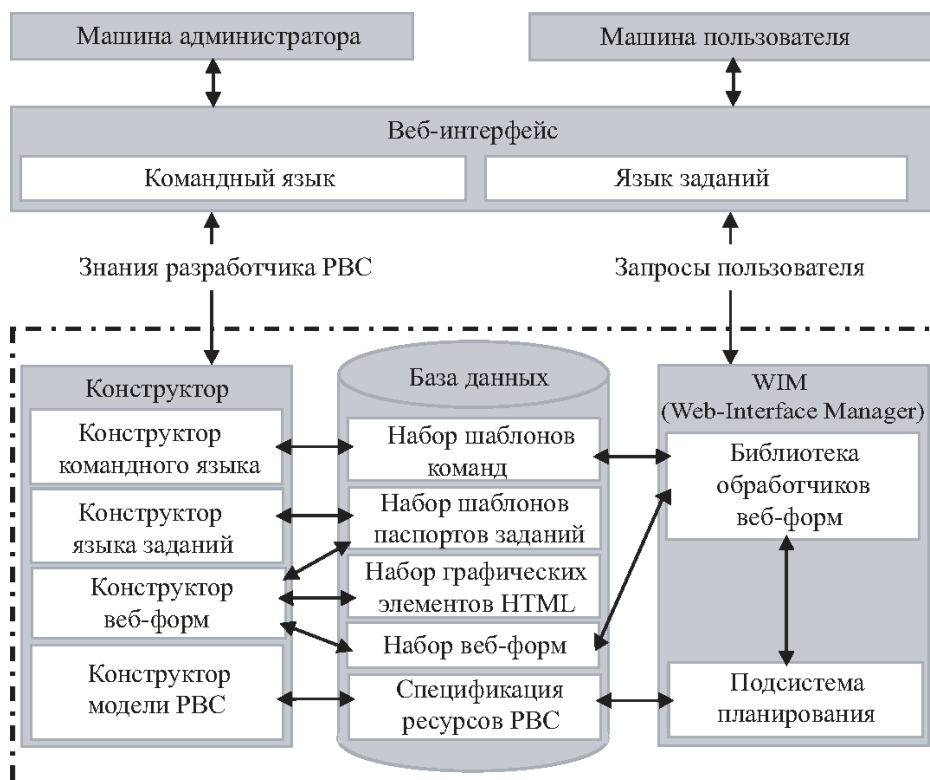 Машина администратора
Машина пользователя
Веб-интерфейс
Командный язык
Язык заданий
Знания разработчика РВС
Запросы пользователя
Конструктор
Конструктор
командного языка
Конструктор
языка заданий
Конструктор
веб-форм
Конструктор
модели РВС
База данных
Набор шаблонов
команд
Набор шаблонов
паспортов заданий
Набор графических
элементов HTML
Набор веб-форм
Спецификация
ресурсов РВС
WIM
(Web-Interface Manager)
Библиотека
обработчиков
веб-форм
Подсистема
планирования